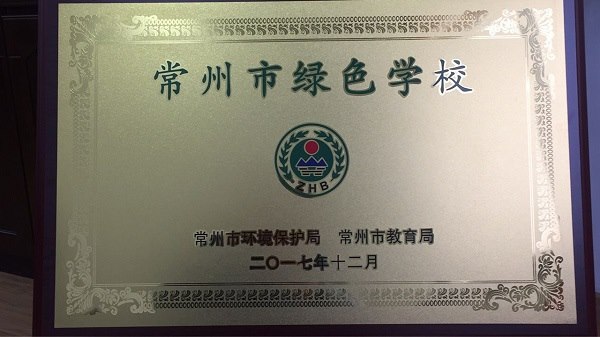 常州市绿色学校
ZHB
常州市环境保护局 常州市教育局
二〇一七年十二月